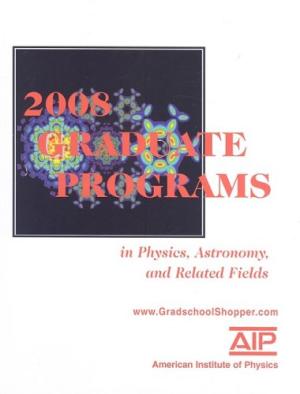 2008
GRADUATE
PROGRAMS
in Physics, Astronomy,
and Related Fields
www.GradschoolShopper.com
AIP
American Institute of Physics